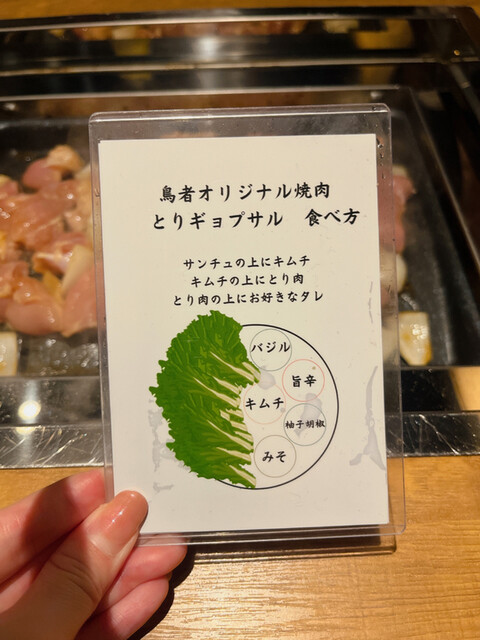 鳥者オリジナル焼肉
とりギョプサル 食べ方
サンチュの上にキムチ
キムチの上にとり肉
とり肉の上にお好きなタレ
バジル
旨辛
キムチ
柚子胡椒
みそ